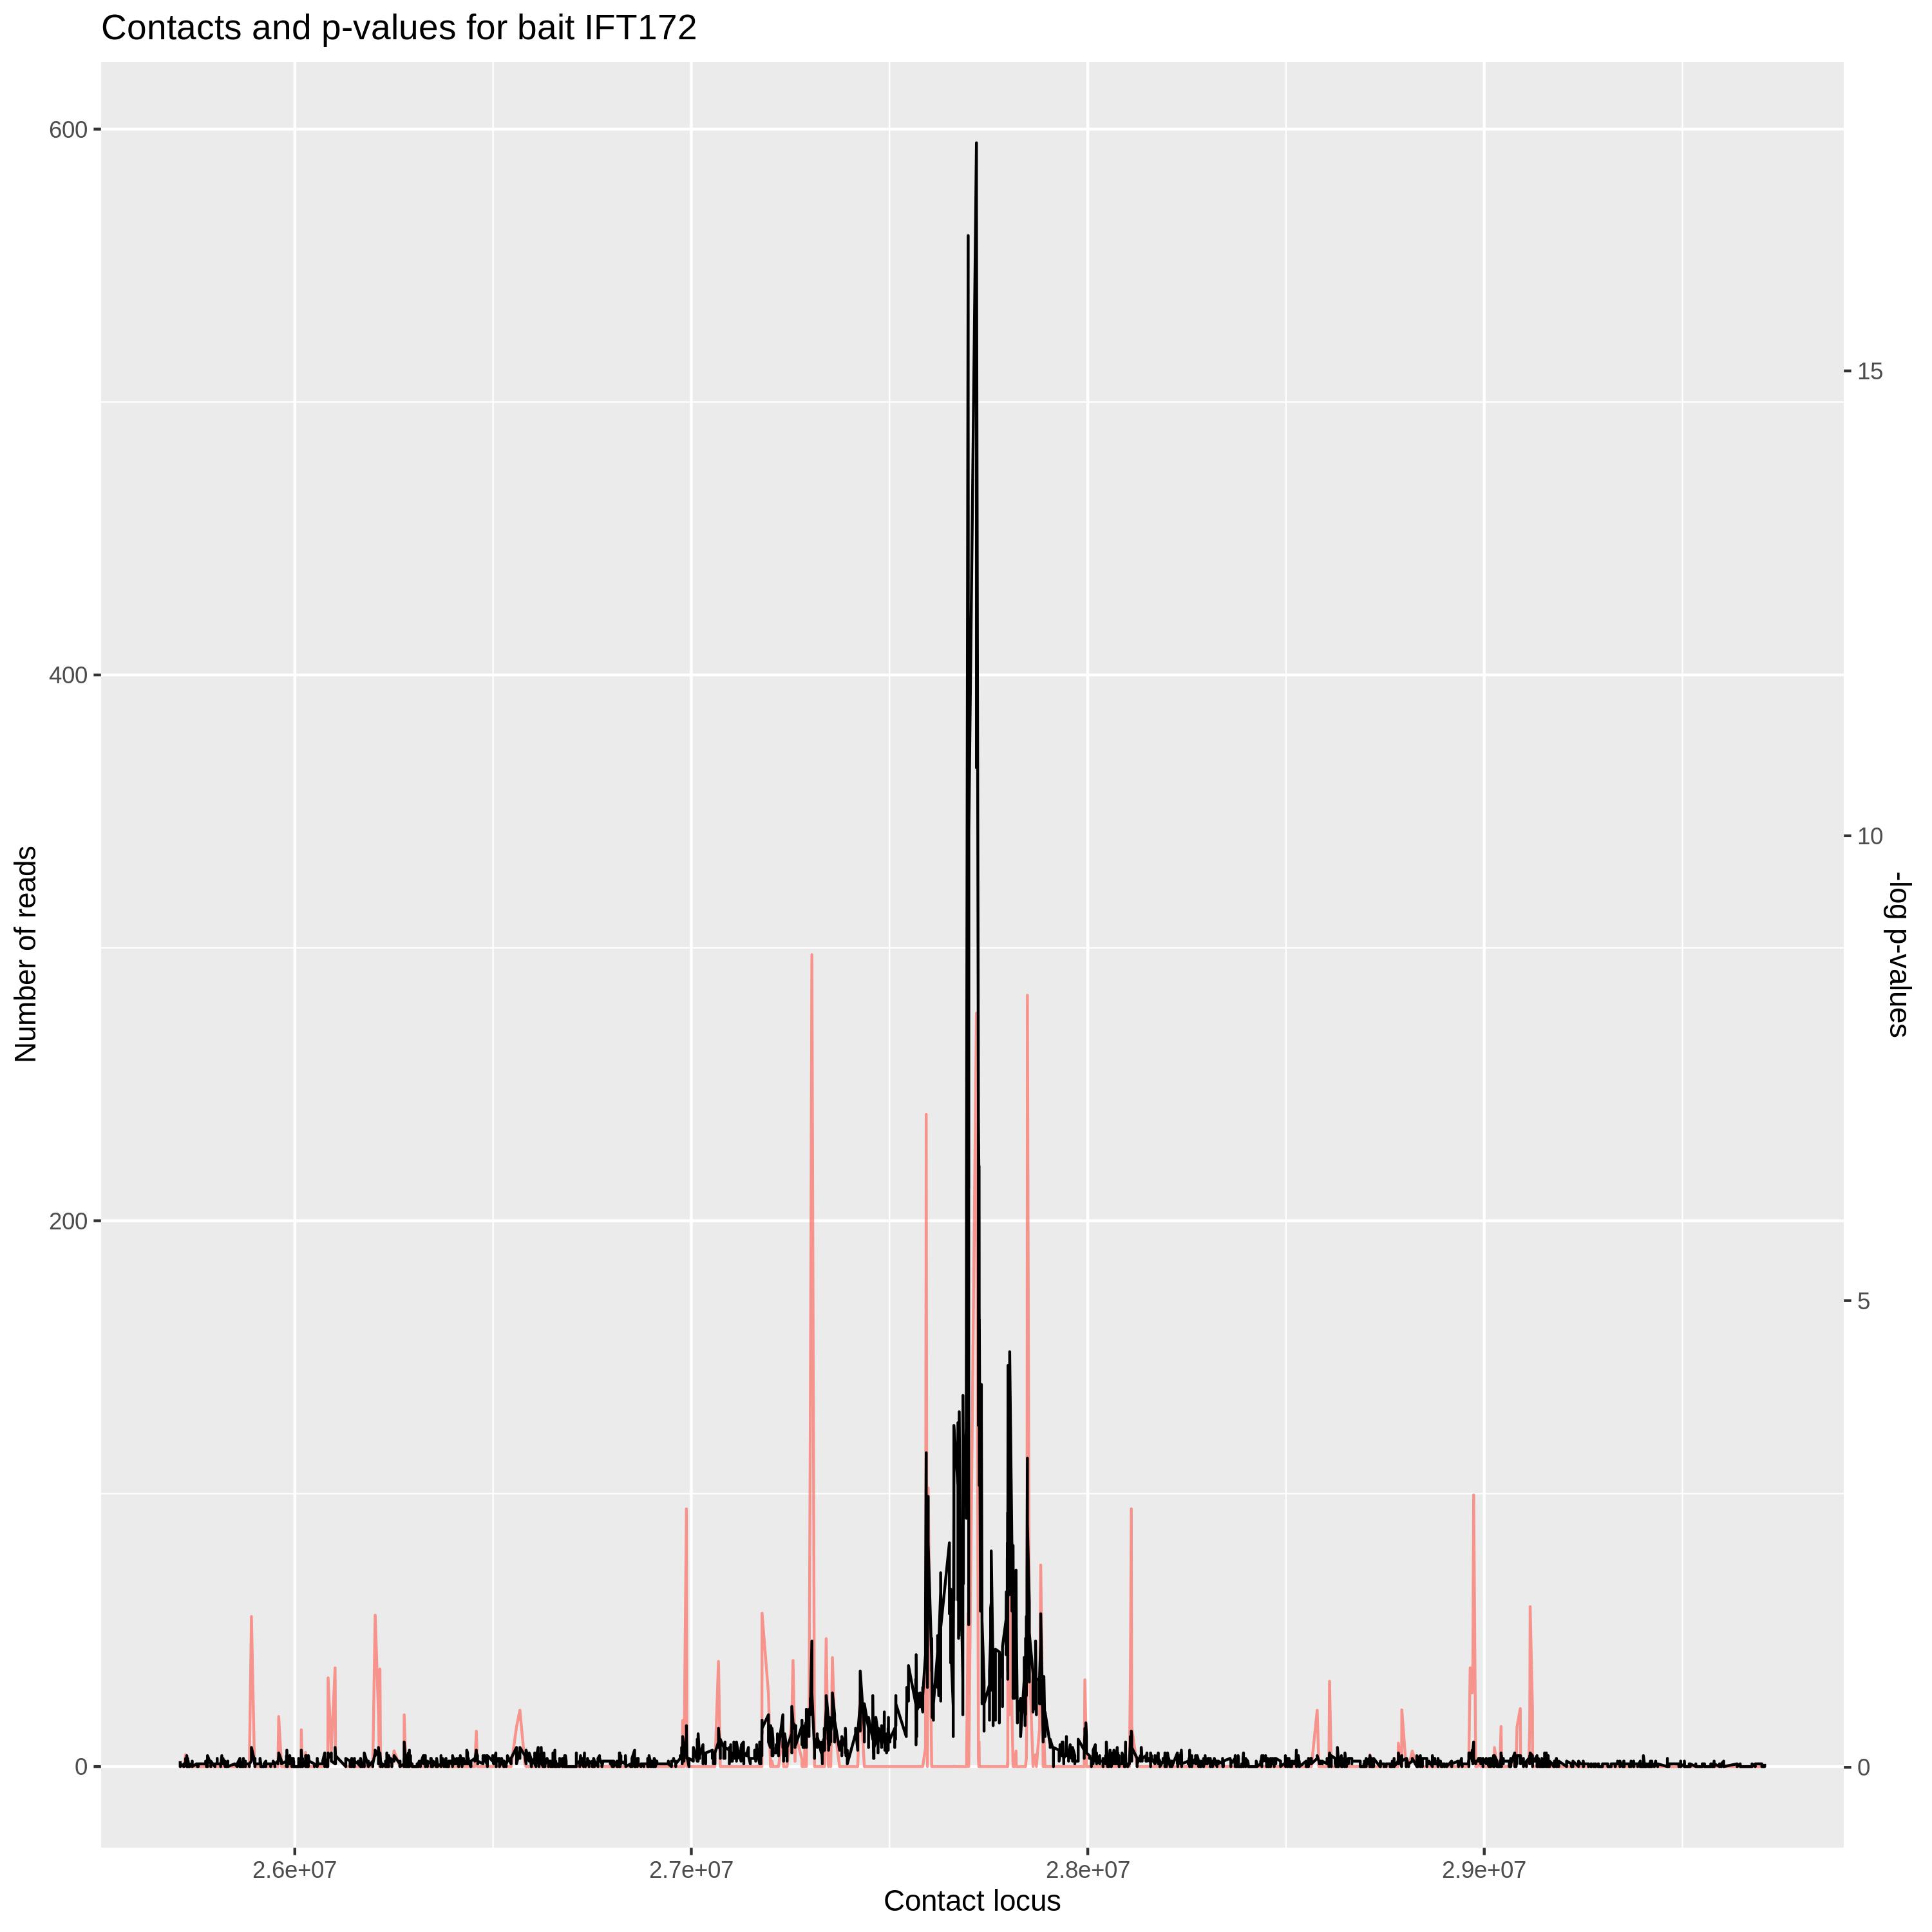 Contacts and p-values for bait IFT172
600
400
200
0
15
10
5
0
Number of reads
-log p-values
2.6e+07
2.7e+07
2.8e+07
2.9e+07
Contact locus